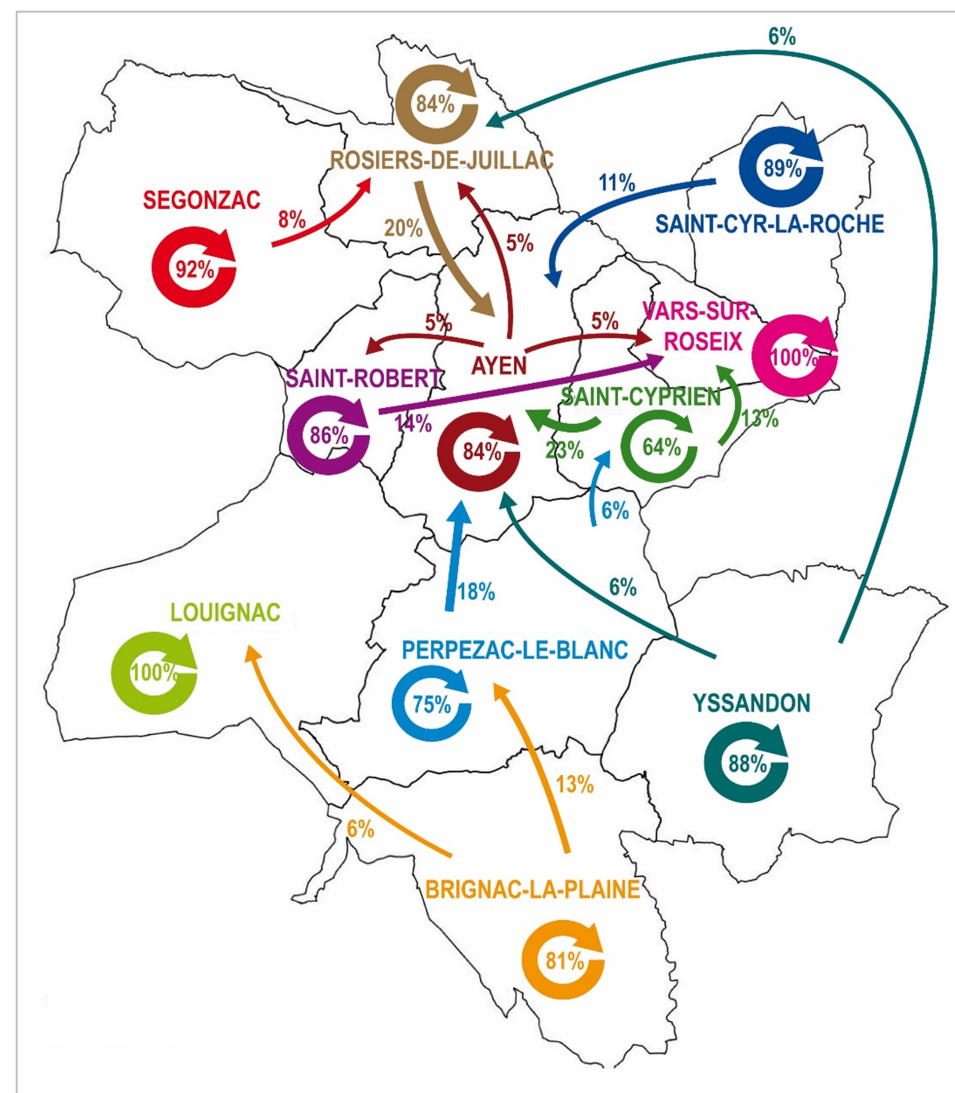 6%
84%
ROSIERS-DE-JUILLAC
89%
11%
SEGONZAC
8%
20%
5%
SAINT-CYR-LA-ROCHE
92%
5%
5%
VARS-SUR-
ROSEIX
100%
AYEN
SAINT-ROBERT
SAINT-CYPRIEN
14%
13%
86%
84%
23%
64%
6%
18%
6%
LOUIGNAC
100%
PERPEZAC-LE-BLANC
75%
YSSANDON
88%
13%
6%
BRIGNAC-LA-PLAINE
81%